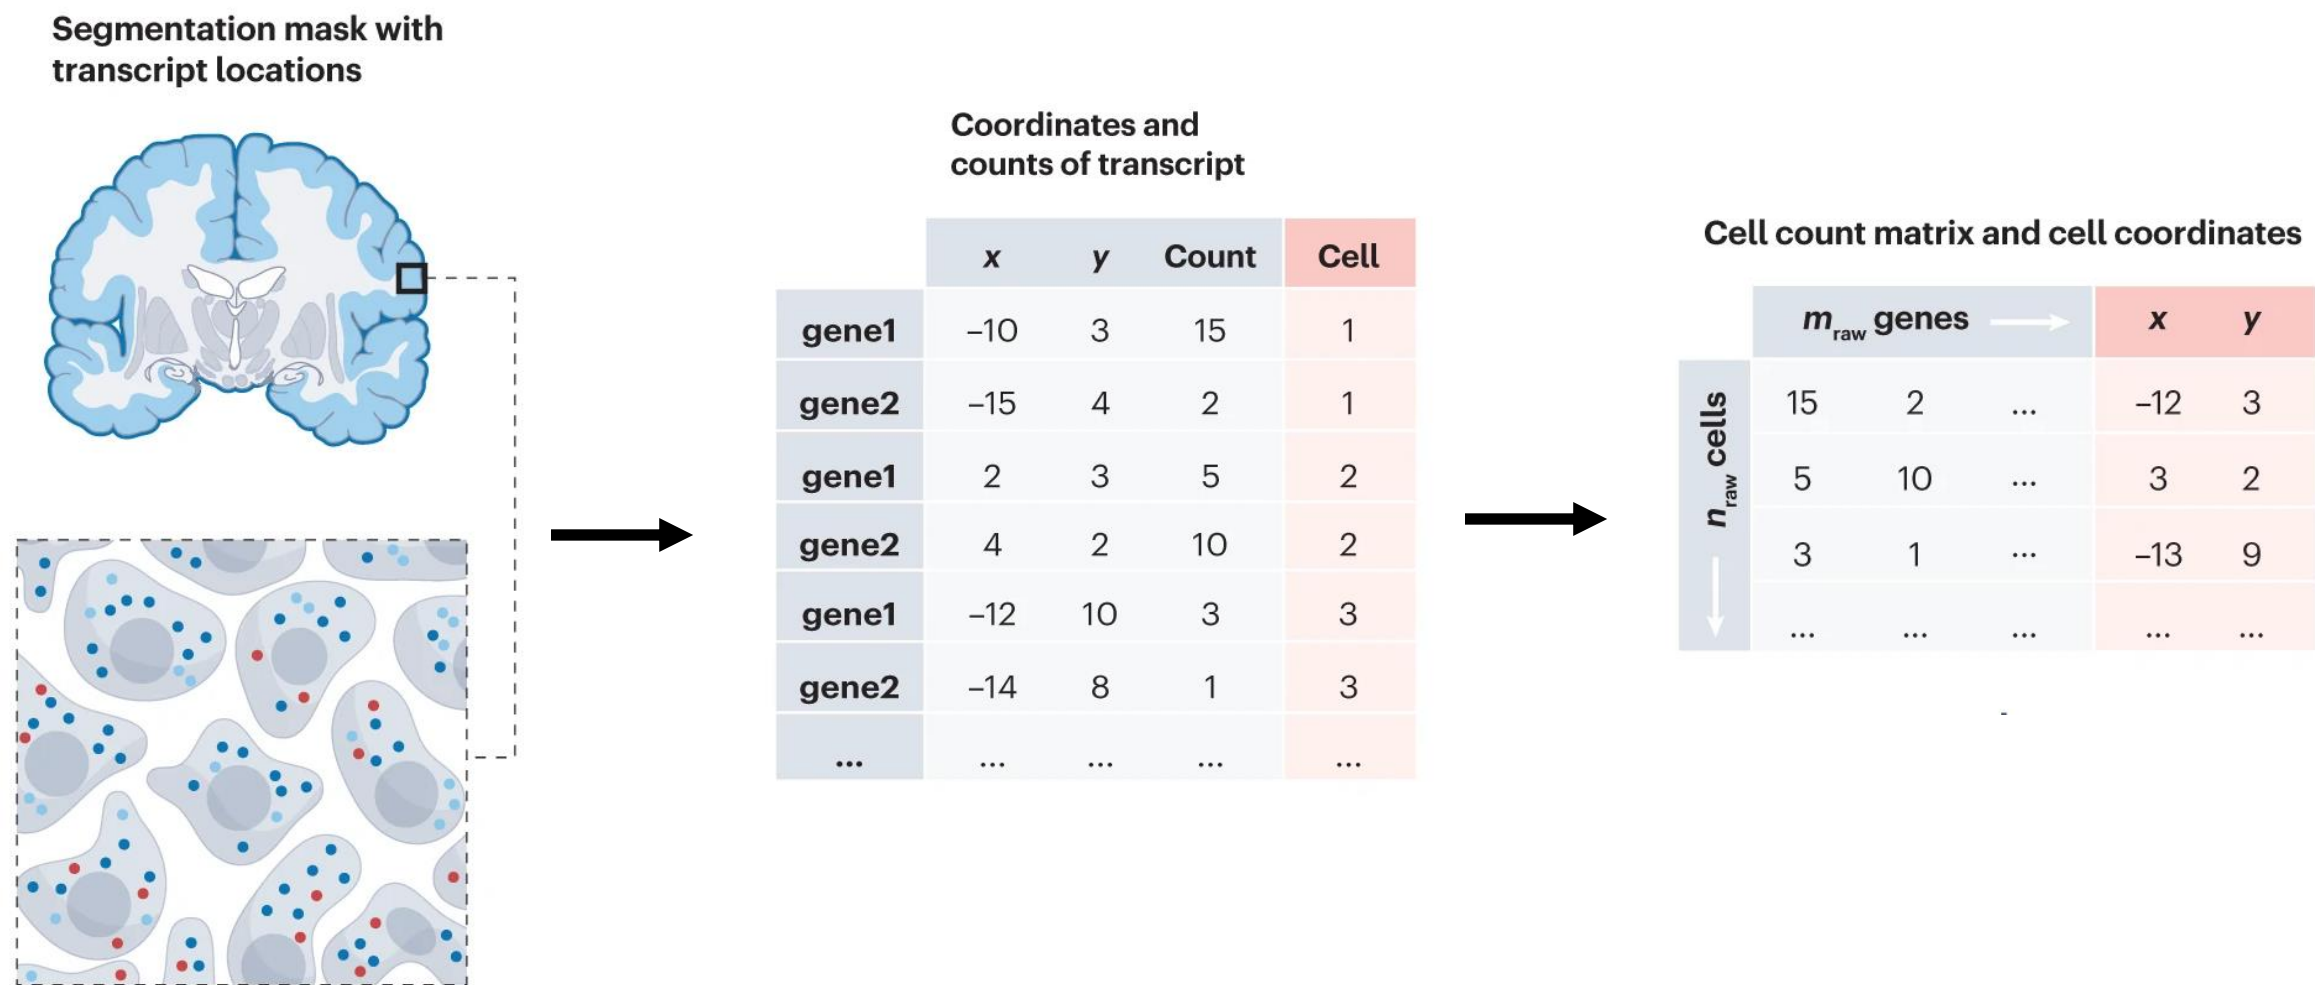 Segmentation mask with
transcript locations
Coordinates and
counts of transcript
x y Count Cell
gene1 –10 3 15 1
gene2 –15 4 2 1
gene1 2 3 5 2
gene2 4 2 10 2
gene1 –12 10 3 3
gene2 –14 8 1 3
... ... ... ... ...
Cell count matrix and cell coordinates
m_raw genes x y
n_raw cells
15 2 ... –12 3
5 10 ... 3 2
3 1 ... –13 9
... ... ... ... ...
-